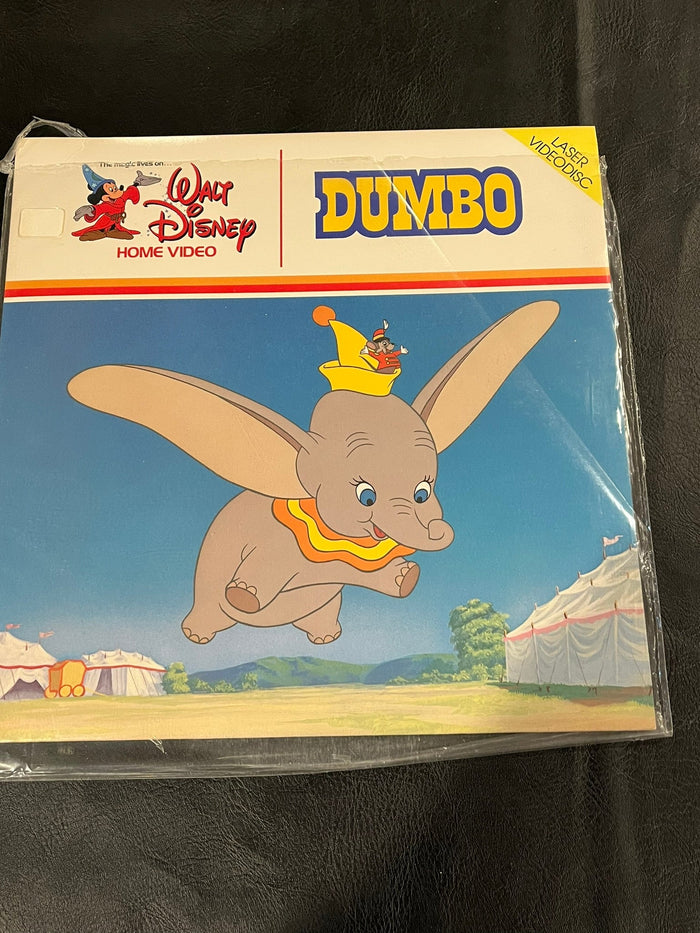 The magic lives on....
WALT
DISNEY
HOME VIDEO
DUMBO
LASER
VIDEODISC